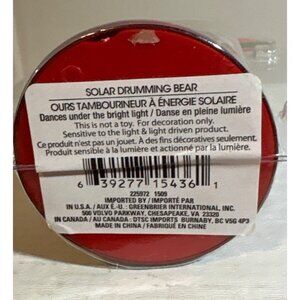 SOLAR DRUMMING BEAR
OURS TAMBOURINEUR À ÉNERGIE SOLAIRE
Dances under the bright light / Danse en pleine lumière
This is not a toy. For decoration only.
Sensitive to the light & light driven product.
Ce produit n'est pas un jouet. À des fins décoratives seulement.
Produit sensible à la lumière et actionné par la lumière.
6 39277 15436 1
225972 1509
IMPORTED BY / IMPORTÉ PAR
IN U.S.A. / AUX É.-U. : GREENBRIER INTERNATIONAL, INC.
500 VOLVO PARKWAY, CHESAPEAKE, VA 23320
IN CANADA / AU CANADA : DTSC IMPORTS BURNABY, BC V5G 4P3
MADE IN CHINA / FABRIQUÉ EN CHINE